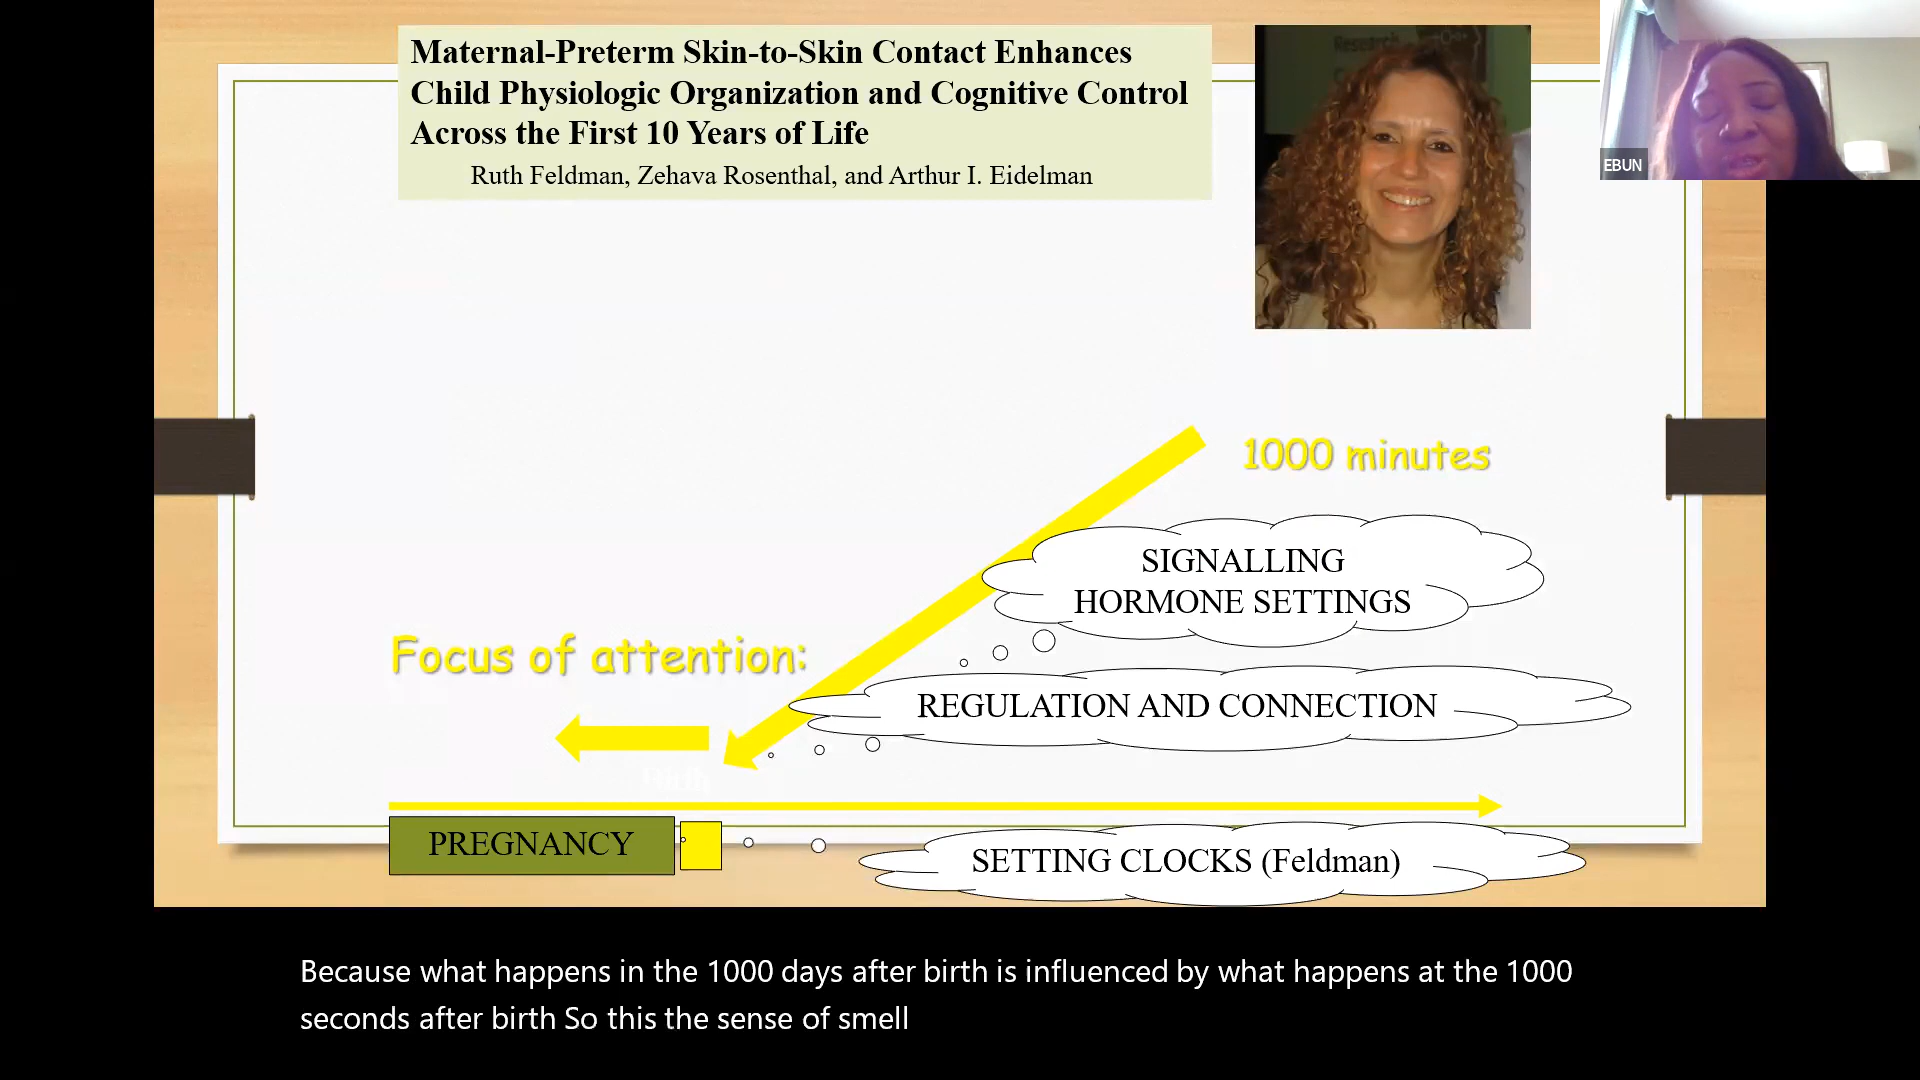 Maternal-Preterm Skin-to-Skin Contact Enhances
Child Physiologic Organization and Cognitive Control
Across the First 10 Years of Life
Ruth Feldman, Zehava Rosenthal, and Arthur I. Eidelman
Research
EBUN
1000 minutes
SIGNALLING
HORMONE SETTINGS
Focus of attention:
REGULATION AND CONNECTION
Birth
PREGNANCY
SETTING CLOCKS (Feldman)
Because what happens in the 1000 days after birth is influenced by what happens at the 1000
seconds after birth So this the sense of smell